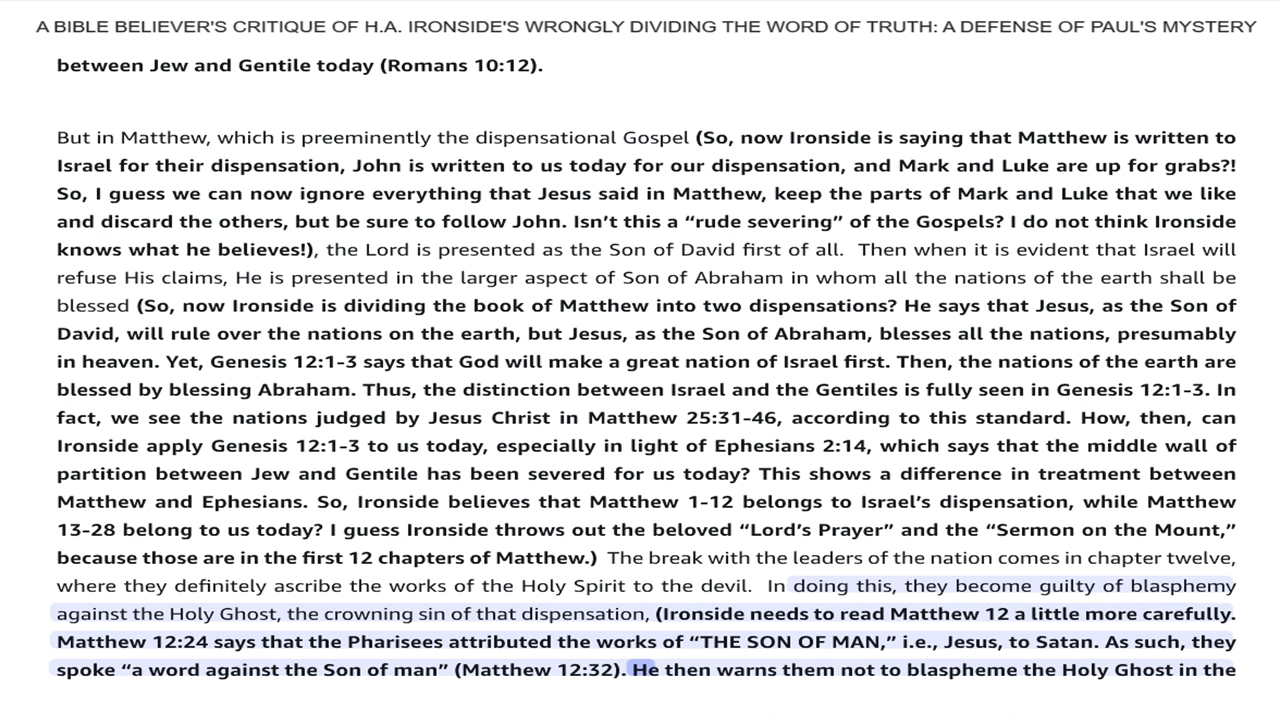 A BIBLE BELIEVER'S CRITIQUE OF H.A. IRONSIDE'S WRONGLY DIVIDING THE WORD OF TRUTH: A DEFENSE OF PAUL'S MYSTERY
between Jew and Gentile today (Romans 10:12).
But in Matthew, which is preeminently the dispensational Gospel (So, now Ironside is saying that Matthew is written to
Israel for their dispensation, John is written to us today for our dispensation, and Mark and Luke are up for grabs?!
So, I guess we can now ignore everything that Jesus said in Matthew, keep the parts of Mark and Luke that we like
and discard the others, but be sure to follow John. Isn’t this a “rude severing” of the Gospels? I do not think Ironside
knows what he believes!), the Lord is presented as the Son of David first of all.  Then when it is evident that Israel will
refuse His claims, He is presented in the larger aspect of Son of Abraham in whom all the nations of the earth shall be
blessed (So, now Ironside is dividing the book of Matthew into two dispensations? He says that Jesus, as the Son of
David, will rule over the nations on the earth, but Jesus, as the Son of Abraham, blesses all the nations, presumably
in heaven. Yet, Genesis 12:1-3 says that God will make a great nation of Israel first. Then, the nations of the earth are
blessed by blessing Abraham. Thus, the distinction between Israel and the Gentiles is fully seen in Genesis 12:1-3. In
fact, we see the nations judged by Jesus Christ in Matthew 25:31-46, according to this standard. How, then, can
Ironside apply Genesis 12:1-3 to us today, especially in light of Ephesians 2:14, which says that the middle wall of
partition between Jew and Gentile has been severed for us today? This shows a difference in treatment between
Matthew and Ephesians. So, Ironside believes that Matthew 1-12 belongs to Israel’s dispensation, while Matthew
13-28 belong to us today? I guess Ironside throws out the beloved “Lord’s Prayer” and the “Sermon on the Mount,”
because those are in the first 12 chapters of Matthew.)  The break with the leaders of the nation comes in chapter twelve,
where they definitely ascribe the works of the Holy Spirit to the devil.  In doing this, they become guilty of blasphemy
against the Holy Ghost, the crowning sin of that dispensation, (Ironside needs to read Matthew 12 a little more carefully.
Matthew 12:24 says that the Pharisees attributed the works of “THE SON OF MAN,” i.e., Jesus, to Satan. As such, they
spoke “a word against the Son of man” (Matthew 12:32). He then warns them not to blaspheme the Holy Ghost in the